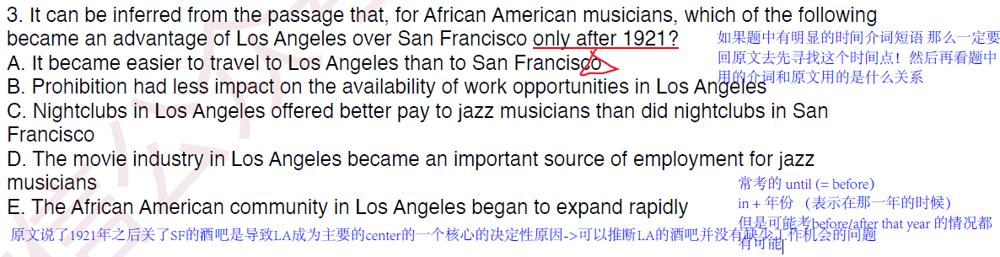 3. It can be inferred from the passage that, for African American musicians, which of the following
became an advantage of Los Angeles over San Francisco only after 1921?
如果题中有明显的时间介词短语 那么一定要
回原文去先寻找这个时间点！然后再看题中
用的介词和原文用的是什么关系
A. It became easier to travel to Los Angeles than to San Francisco
B. Prohibition had less impact on the availability of work opportunities in Los Angeles
C. Nightclubs in Los Angeles offered better pay to jazz musicians than did nightclubs in San
Francisco
D. The movie industry in Los Angeles became an important source of employment for jazz
musicians
E. The African American community in Los Angeles began to expand rapidly
常考的 until (= before)
in + 年份 （表示在那一年的时候）
但是可能考before/after that year 的情况都
有可能
原文说了1921年之后关了SF的酒吧是导致LA成为主要的center的一个核心的决定性原因->可以推断LA的酒吧并没有缺少工作机会的问题
信公众